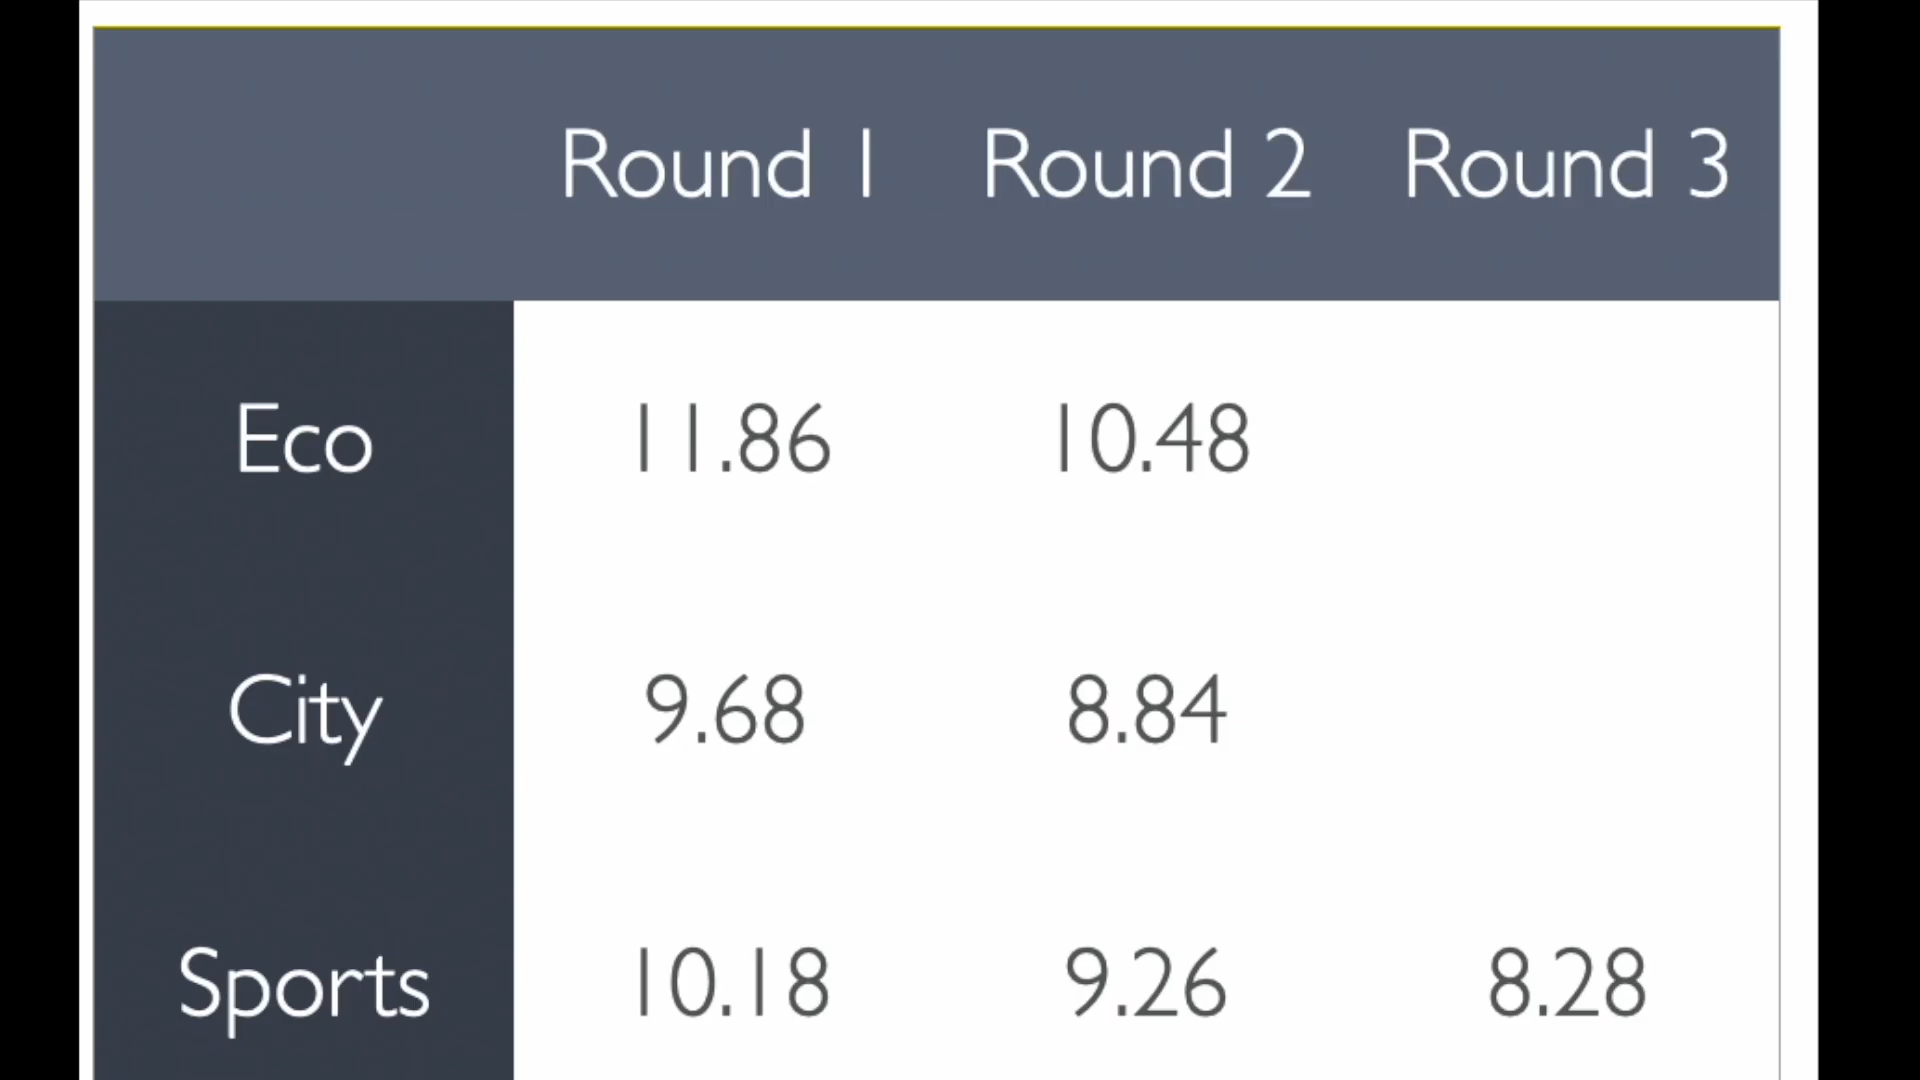 Round 1 Round 2 Round 3
Eco 11.86 10.48
City 9.68 8.84
Sports 10.18 9.26 8.28